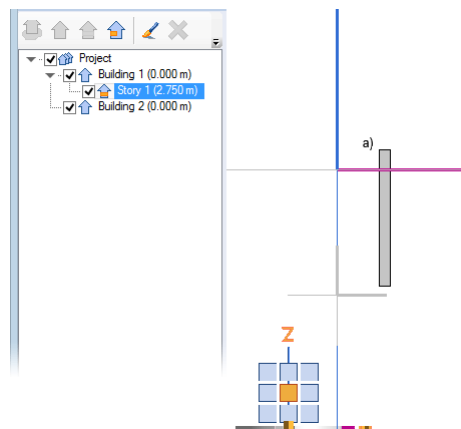 Project
Building 1 (0.000 m)
Story 1 (2.750 m)
Building 2 (0.000 m)
a)
Z